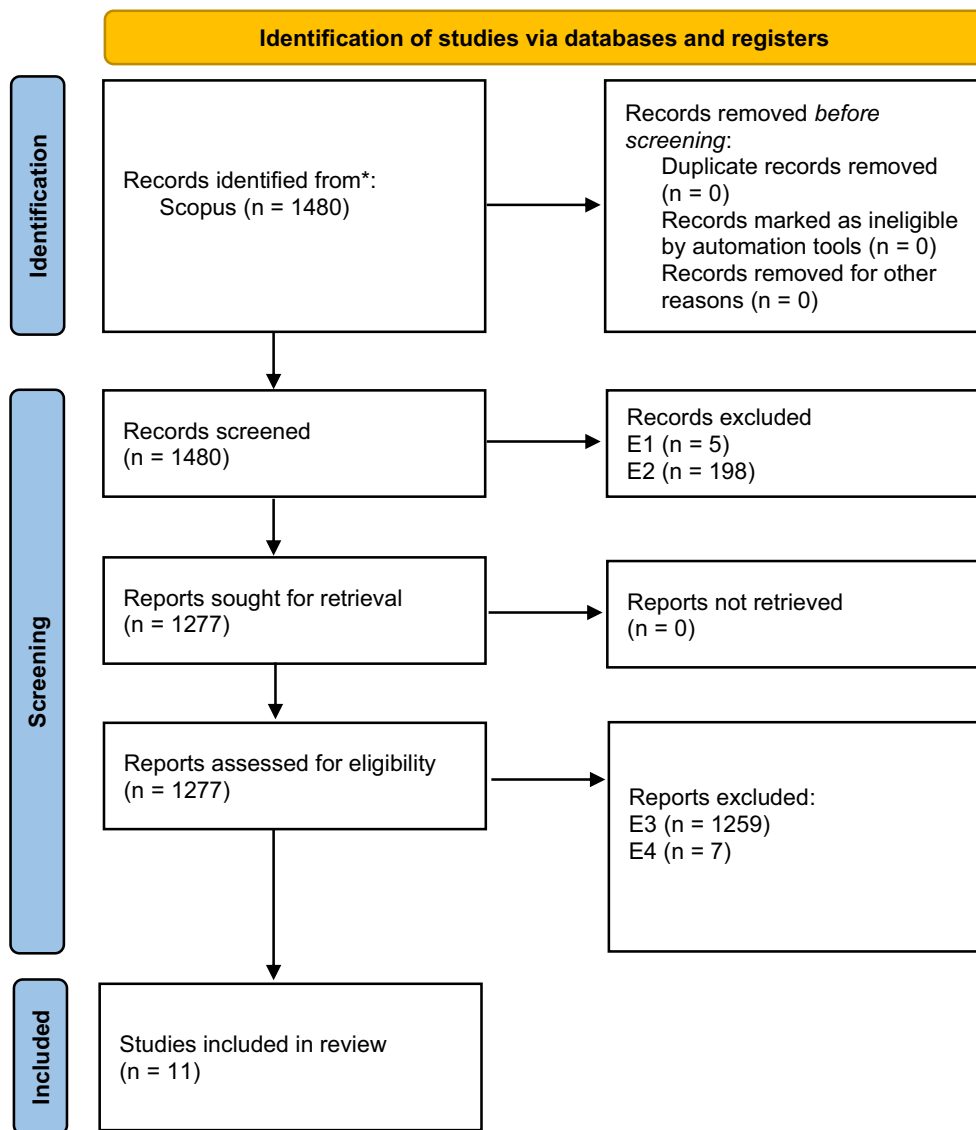 Identification of studies via databases and registers
Identification
Records identified from*:
Scopus (n = 1480)
Records removed before
screening:
Duplicate records removed
(n = 0)
Records marked as ineligible
by automation tools (n = 0)
Records removed for other
reasons (n = 0)
Screening
Records screened
(n = 1480)
Records excluded
E1 (n = 5)
E2 (n = 198)
Reports sought for retrieval
(n = 1277)
Reports not retrieved
(n = 0)
Reports assessed for eligibility
(n = 1277)
Reports excluded:
E3 (n = 1259)
E4 (n = 7)
Included
Studies included in review
(n = 11)